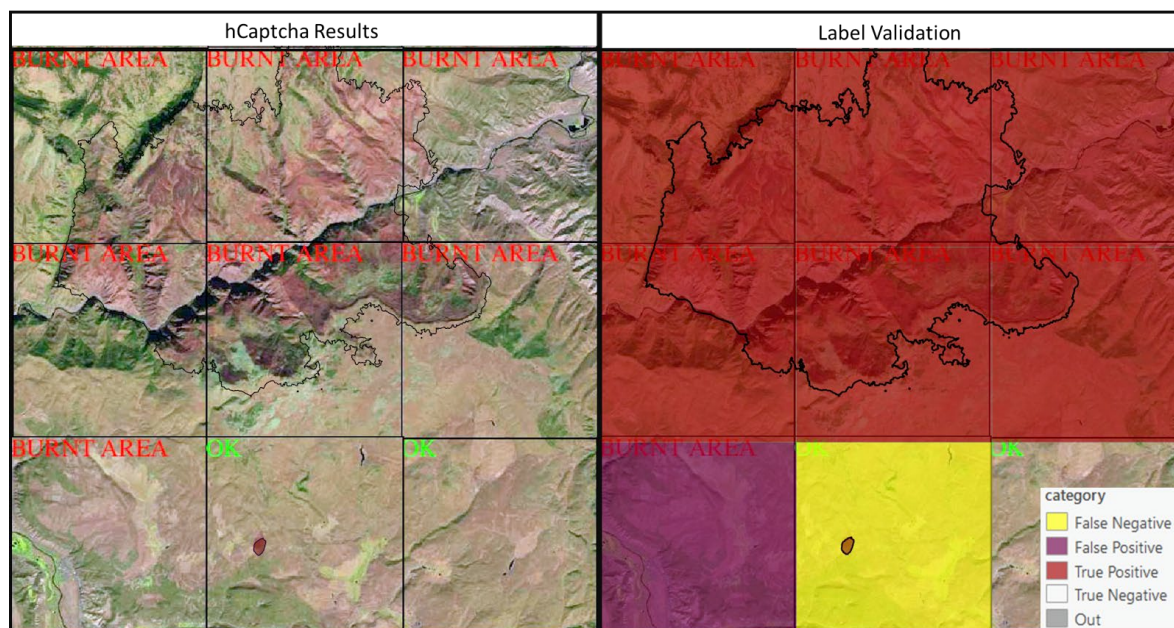 hCaptcha Results
Label Validation
BURNT AREA BURNT AREA BURNT AREA
BURNT AREA BURNT AREA BURNT AREA
BURNT AREA BURNT AREA BURNT AREA
BURNT AREA BURNT AREA BURNT AREA
BURNT AREA OK OK
BURNT AREA OK OK
category
False Negative
False Positive
True Positive
True Negative
Out